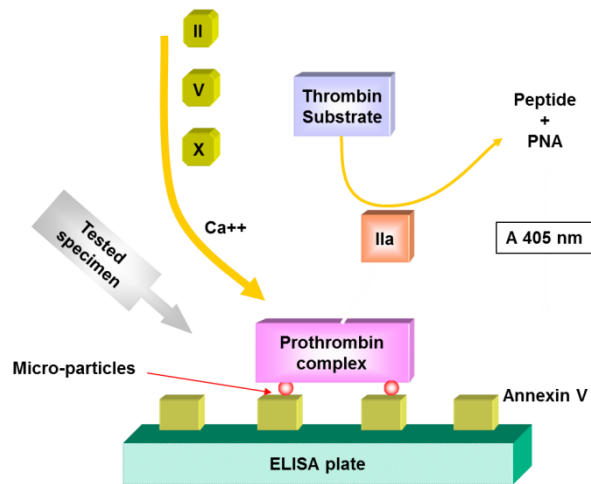 II
V
X
Thrombin
Substrate
Peptide
+
PNA
Ca++
IIa
A 405 nm
Tested
specimen
Prothrombin
complex
Micro-particles
Annexin V
ELISA plate